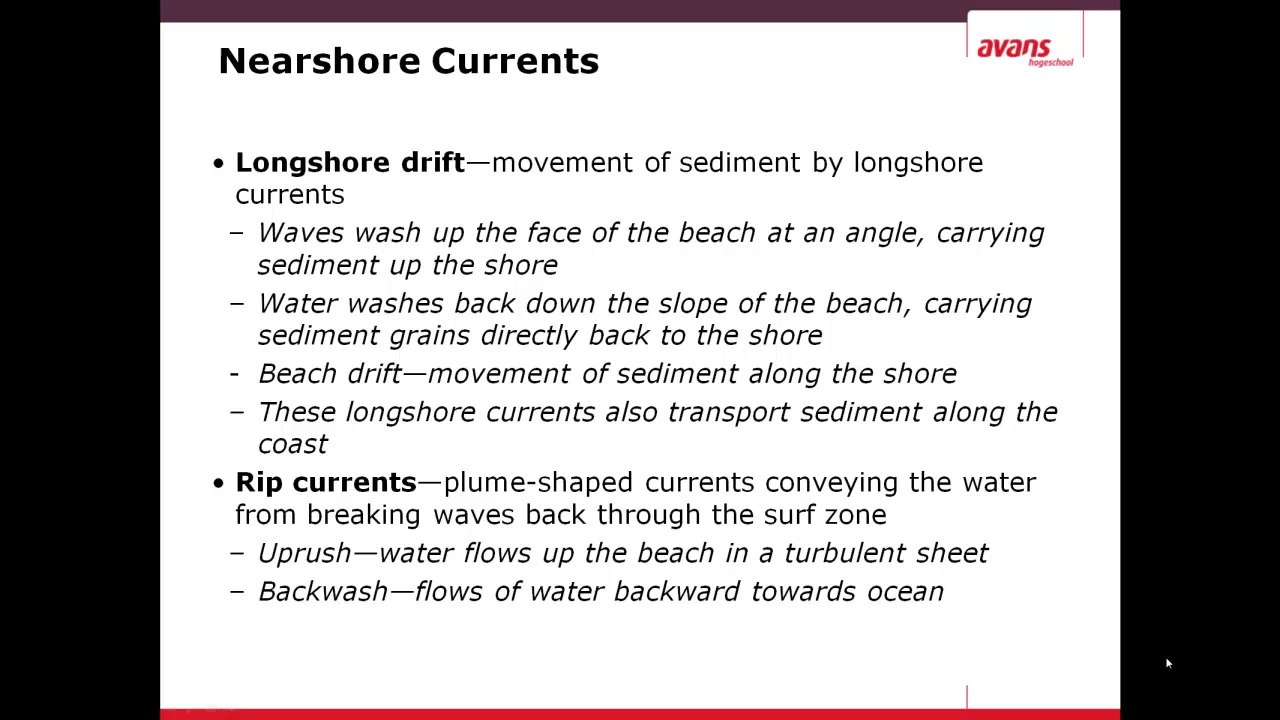 Nearshore Currents
avans
hogeschool
• Longshore drift—movement of sediment by longshore
currents
– Waves wash up the face of the beach at an angle, carrying
sediment up the shore
– Water washes back down the slope of the beach, carrying
sediment grains directly back to the shore
- Beach drift—movement of sediment along the shore
– These longshore currents also transport sediment along the
coast
• Rip currents—plume-shaped currents conveying the water
from breaking waves back through the surf zone
– Uprush—water flows up the beach in a turbulent sheet
– Backwash—flows of water backward towards ocean